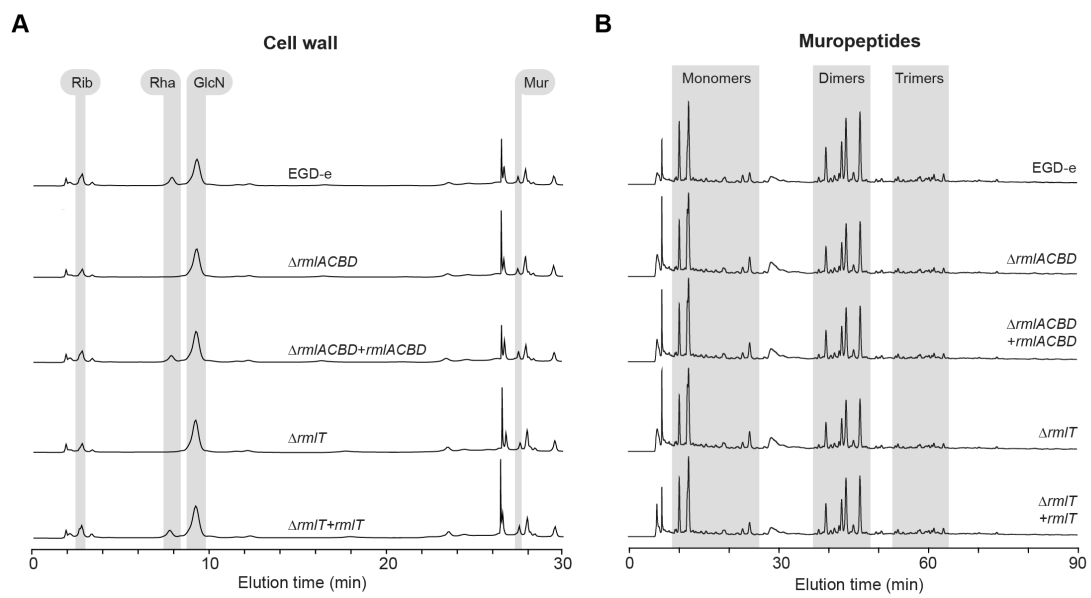 A
Cell wall
Rib
Rha
GlcN
Mur
EGD-e
ΔrmlACBD
ΔrmlACBD+rmlACBD
ΔrmlT
ΔrmlT+rmlT
0
10
20
30
Elution time (min)
B
Muropeptides
Monomers
Dimers
Trimers
EGD-e
ΔrmlACBD
ΔrmlACBD
+rmlACBD
ΔrmlT
ΔrmlT
+rmlT
0
30
60
90
Elution time (min)